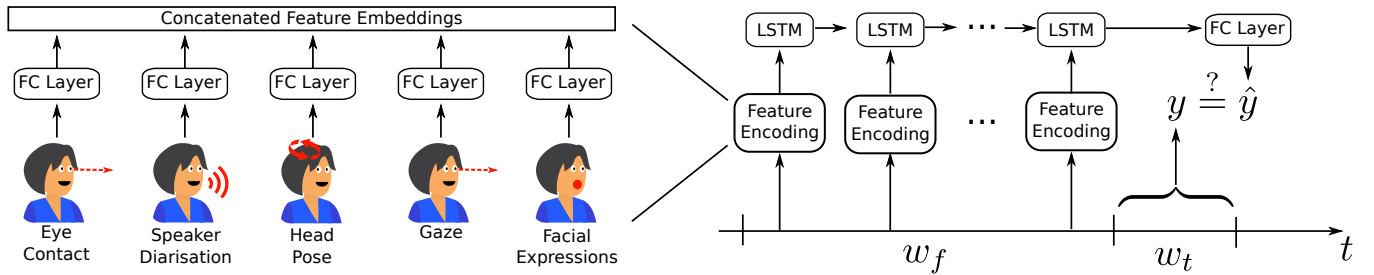 Concatenated Feature Embeddings
FC Layer
FC Layer
FC Layer
FC Layer
FC Layer
Eye
Contact
Speaker
Diarisation
Head
Pose
Gaze
Facial
Expressions
LSTM
LSTM
...
LSTM
FC Layer
Feature
Encoding
Feature
Encoding
...
Feature
Encoding
y =? ŷ
w_f
w_t
t